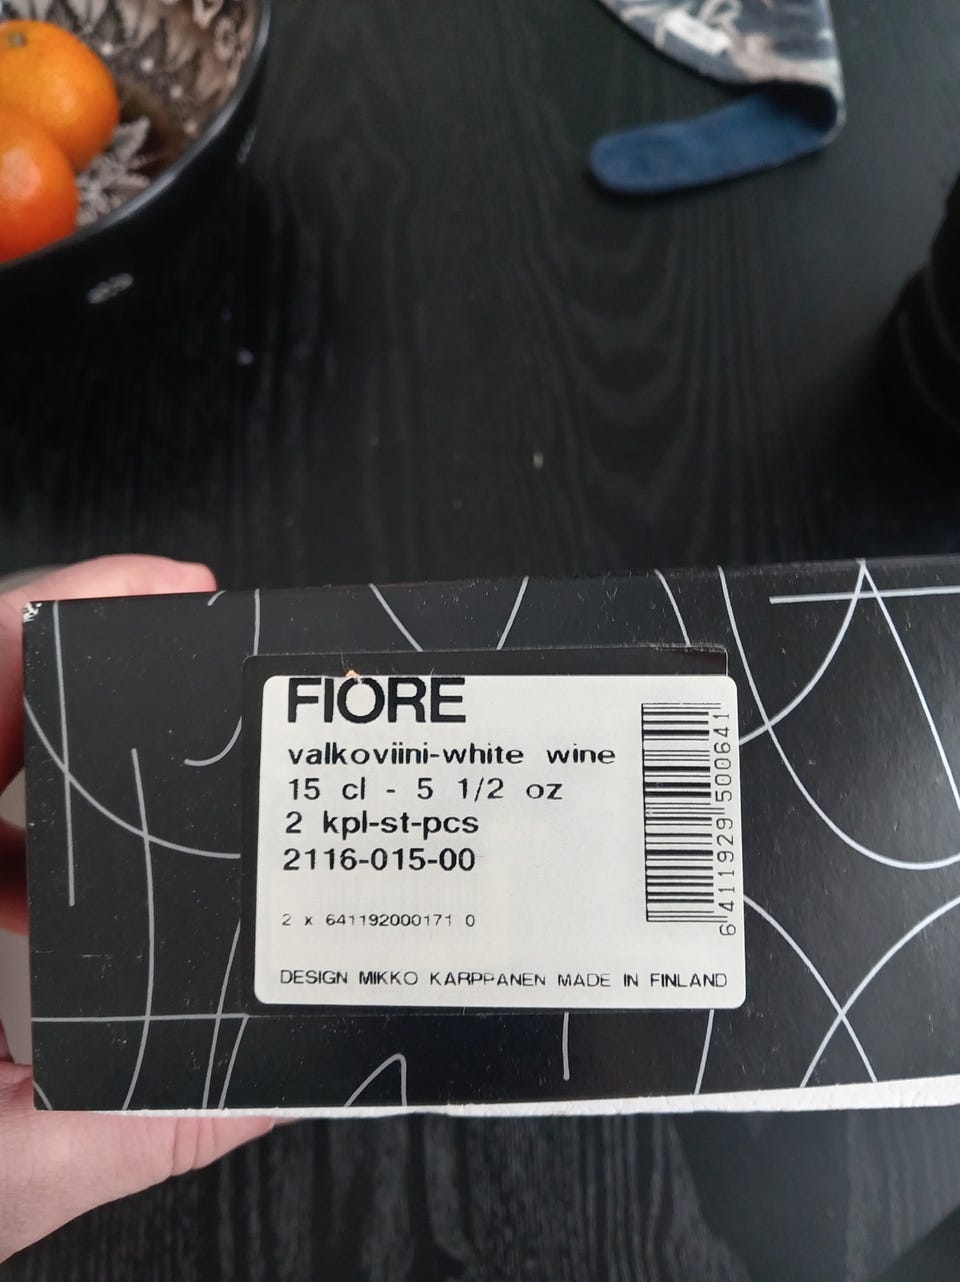 FIORE
valkoviini-white wine
15 cl - 5 1/2 oz
2 kpl-st-pcs
2116-015-00
2 x 641192000171 0
DESIGN MIKKO KARPPANEN MADE IN FINLAND
6 411929 500641